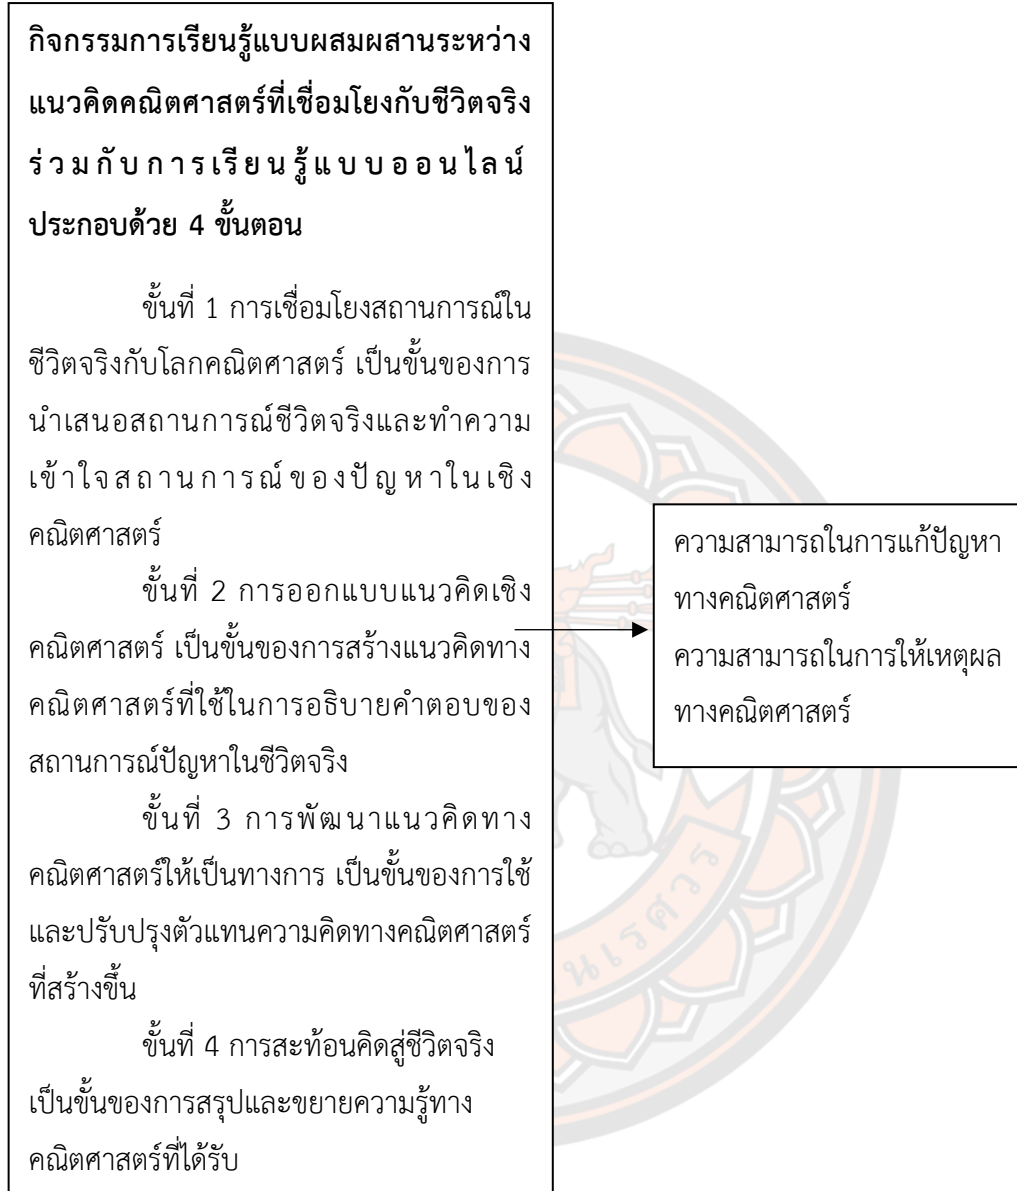 กิจกรรมการเรียนรู้แบบผสมผสานระหว่าง
แนวคิดคณิตศาสตร์ที่เชื่อมโยงกับชีวิตจริง
ร่วมกับการเรียนรู้แบบออนไลน์
ประกอบด้วย 4 ขั้นตอน
ขั้นที่ 1 การเชื่อมโยงสถานการณ์ใน
ชีวิตจริงกับโลกคณิตศาสตร์ เป็นขั้นของการ
นำเสนอสถานการณ์ชีวิตจริงและทำความ
เข้าใจสถานการณ์ของปัญหาในเชิง
คณิตศาสตร์
ขั้นที่ 2 การออกแบบแนวคิดเชิง
คณิตศาสตร์ เป็นขั้นของการสร้างแนวคิดทาง
คณิตศาสตร์ที่ใช้ในการอธิบายคำตอบของ
สถานการณ์ปัญหาในชีวิตจริง
ขั้นที่ 3 การพัฒนาแนวคิดทาง
คณิตศาสตร์ให้เป็นทางการ เป็นขั้นของการใช้
และปรับปรุงตัวแทนความคิดทางคณิตศาสตร์
ที่สร้างขึ้น
ขั้นที่ 4 การสะท้อนคิดสู่ชีวิตจริง
เป็นขั้นของการสรุปและขยายความรู้ทาง
คณิตศาสตร์ที่ได้รับ
ความสามารถในการแก้ปัญหา
ทางคณิตศาสตร์
ความสามารถในการให้เหตุผล
ทางคณิตศาสตร์
นเรศวร